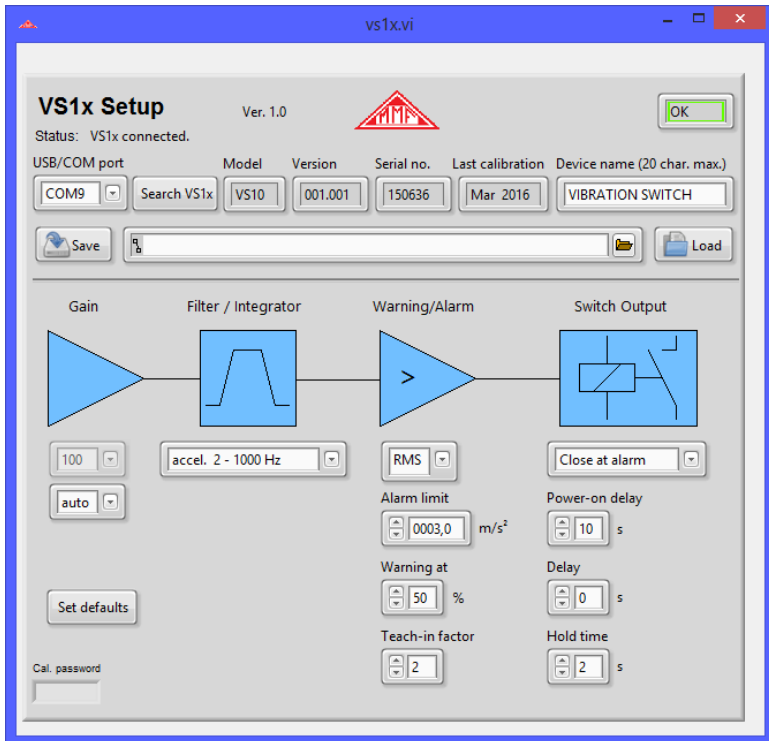 vs1x.vi
VS1x Setup
Ver. 1.0
MMF
OK
Status: VS1x connected.
USB/COM port
Model
Version
Serial no.
Last calibration
Device name (20 char. max.)
COM9
Search VS1x
VS10
001.001
150636
Mar 2016
VIBRATION SWITCH
Save
Load
Gain
Filter / Integrator
Warning/Alarm
Switch Output
>
100
accel. 2 - 1000 Hz
RMS
Close at alarm
auto
Alarm limit
Power-on delay
0003,0 m/s²
10 s
Warning at
Delay
50 %
0 s
Set defaults
Teach-in factor
Hold time
2
2 s
Cal. password